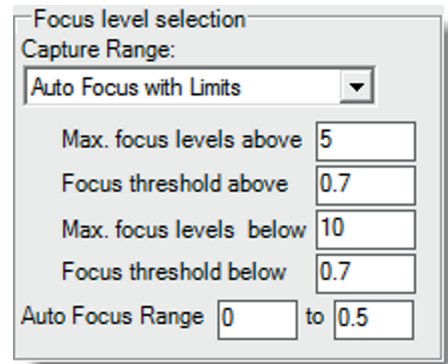 Focus level selection
Capture Range:
Auto Focus with Limits
Max. focus levels above 5
Focus threshold above 0.7
Max. focus levels below 10
Focus threshold below 0.7
Auto Focus Range 0 to 0.5